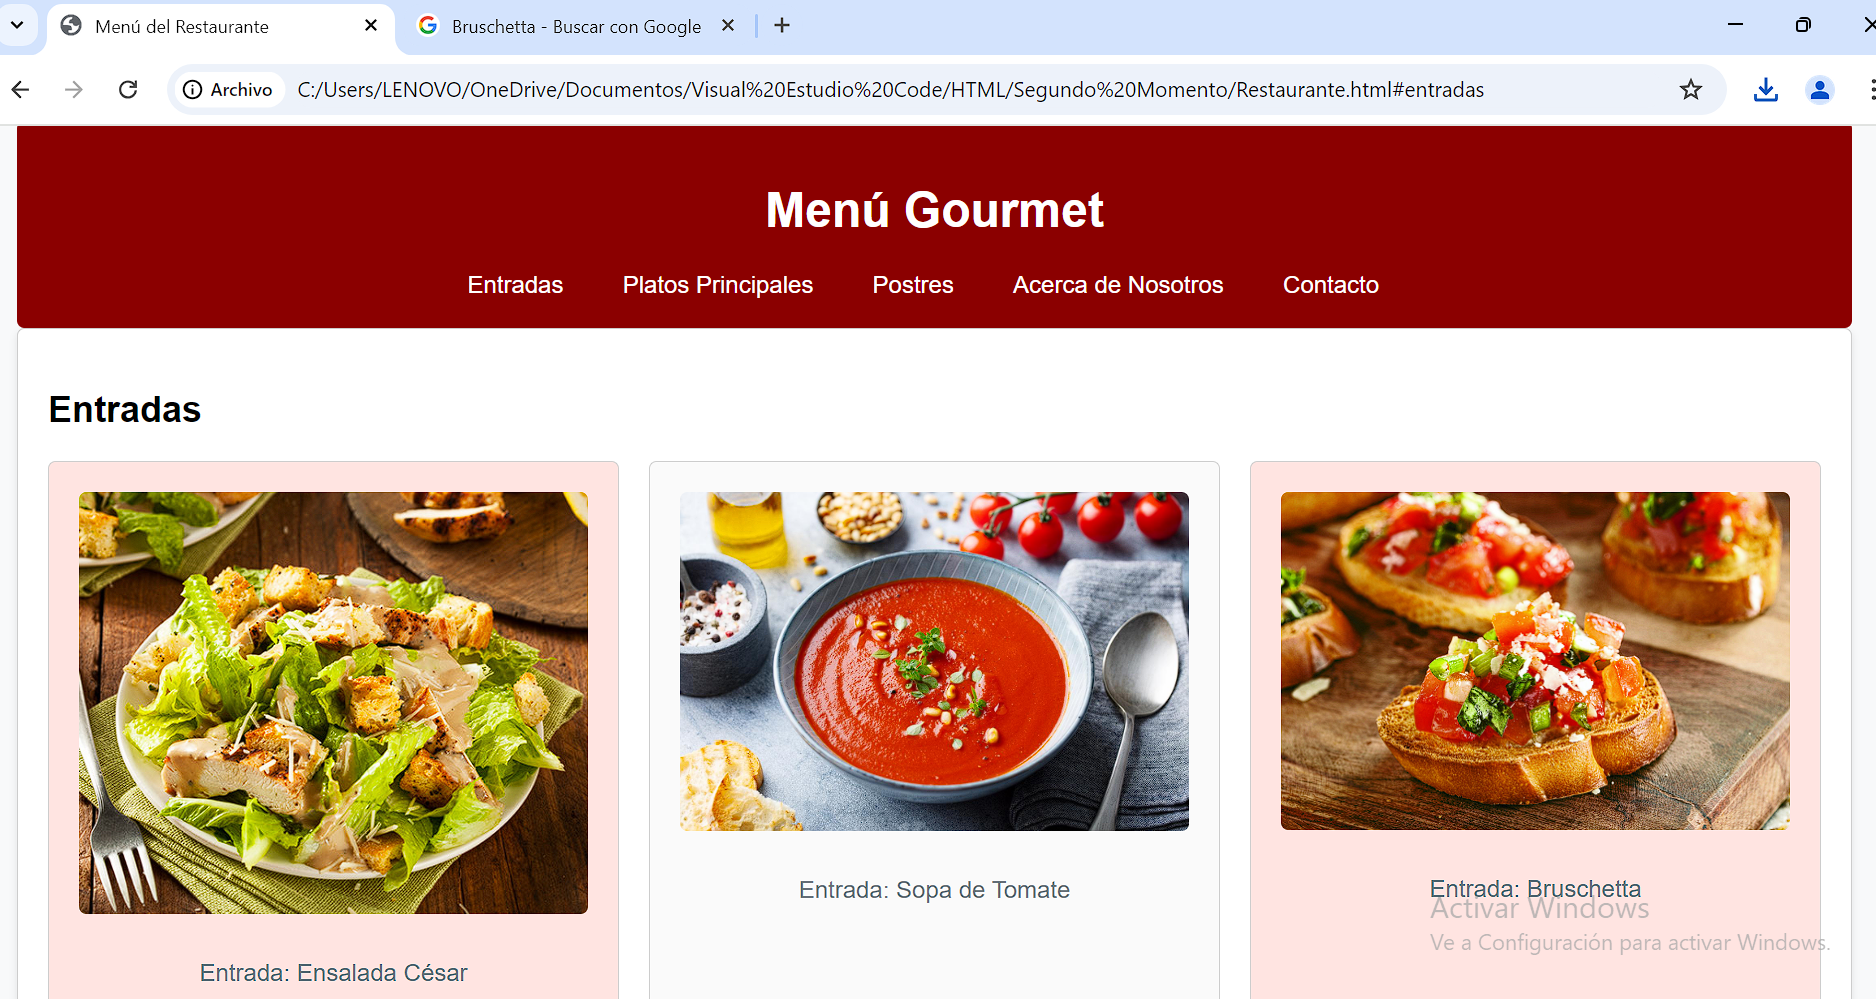 Menú del Restaurante
Bruschetta - Buscar con Google
Archivo
C:/Users/LENOVO/OneDrive/Documentos/Visual%20Estudio%20Code/HTML/Segundo%20Momento/Restaurante.html#entradas
Menú Gourmet
Entradas Platos Principales Postres Acerca de Nosotros Contacto
Entradas
Entrada: Ensalada César
Entrada: Sopa de Tomate
Entrada: Bruschetta
Activar Windows
Ve a Configuración para activar Windows.